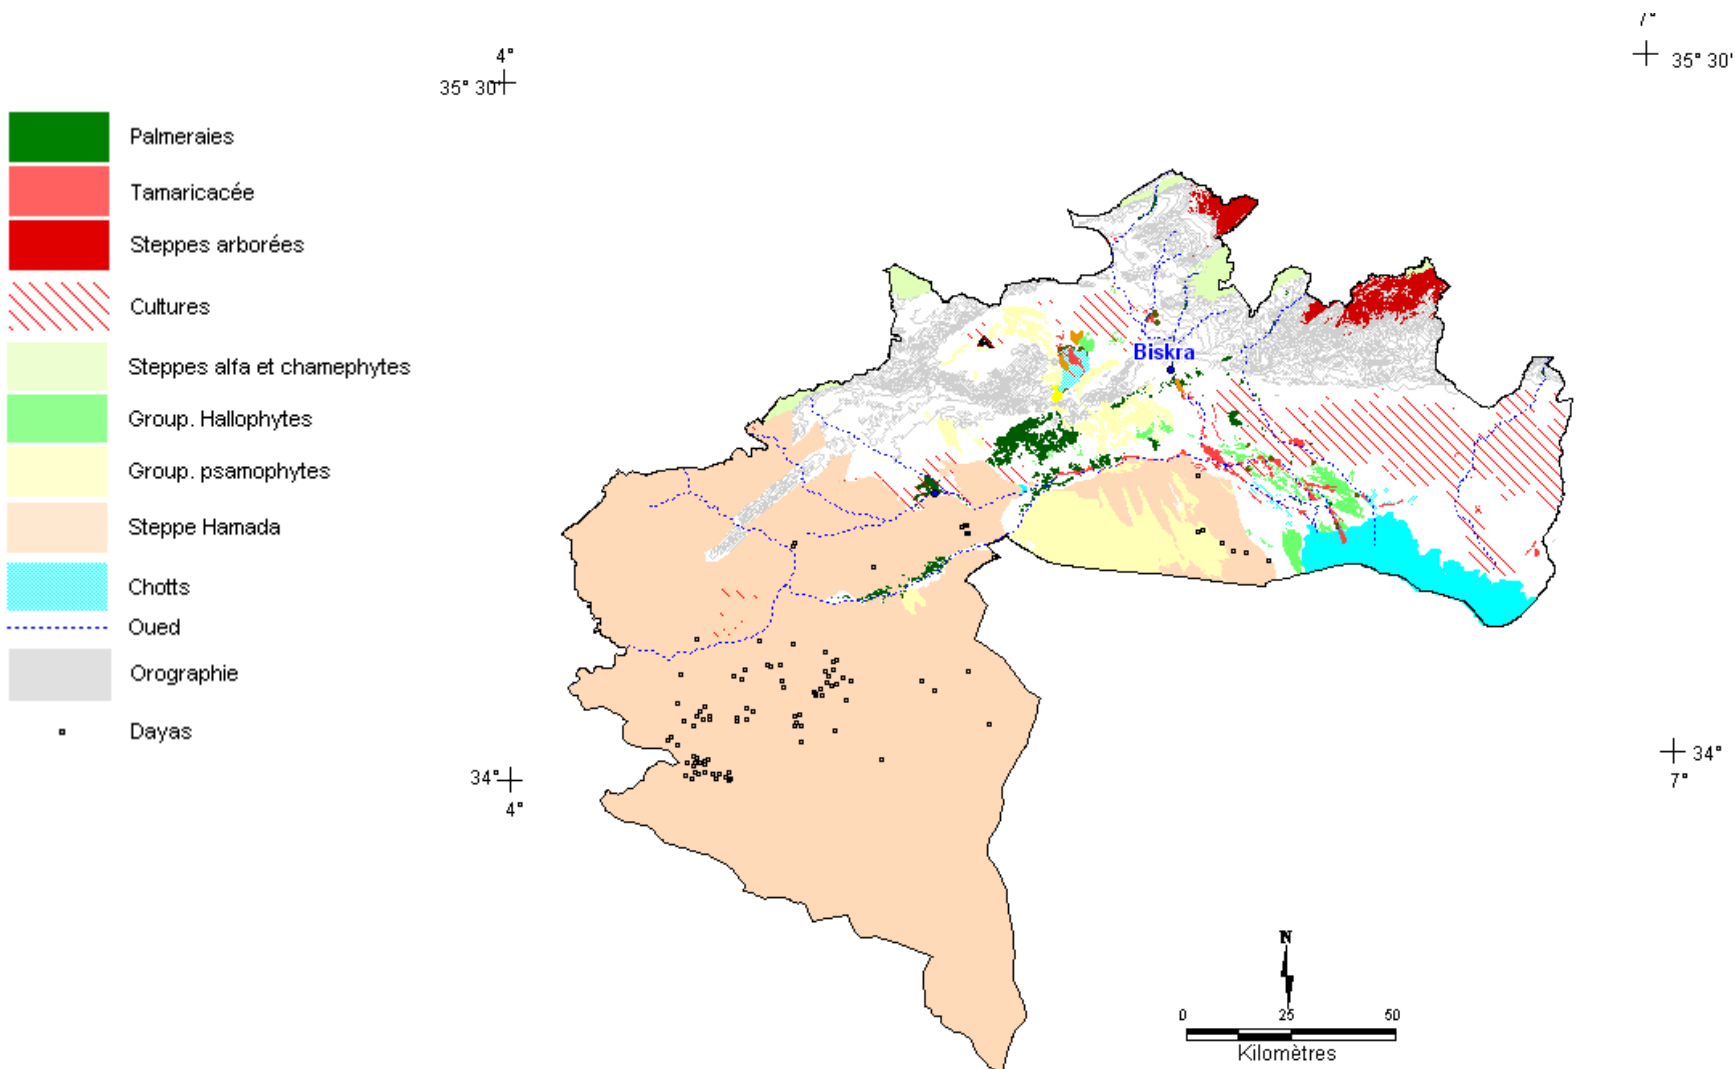 7°
4°
35° 30'
35° 30'
Palmeraies
Tamaricacée
Steppes arborées
Cultures
Steppes alfa et chamephytes
Group. Hallophytes
Group. psamophytes
Steppe Hamada
Chotts
Oued
Orographie
Dayas
Biskra
34°
4°
34°
7°
N
0 25 50
Kilomètres